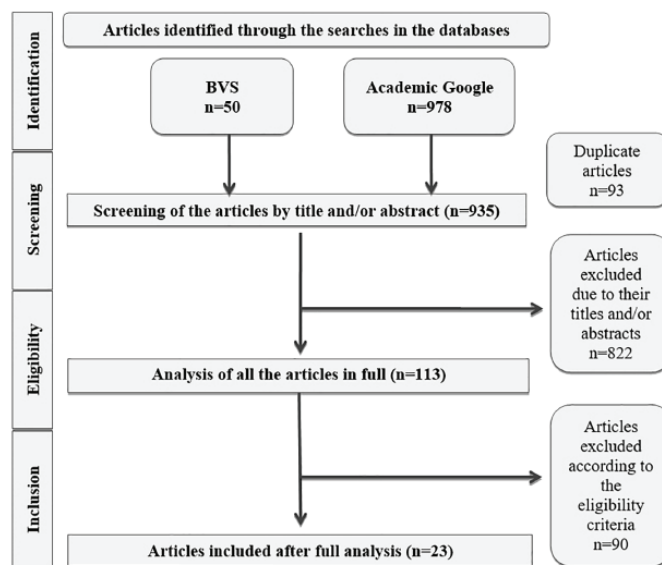 Articles identified through the searches in the databases
Identification
BVS
n=50
Academic Google
n=978
Duplicate
articles
n=93
Screening
Screening of the articles by title and/or abstract (n=935)
Articles
excluded
due to their
titles and/or
abstracts
n=822
Eligibility
Analysis of all the articles in full (n=113)
Articles
excluded
according to
the
eligibility
criteria
n=90
Inclusion
Articles included after full analysis (n=23)